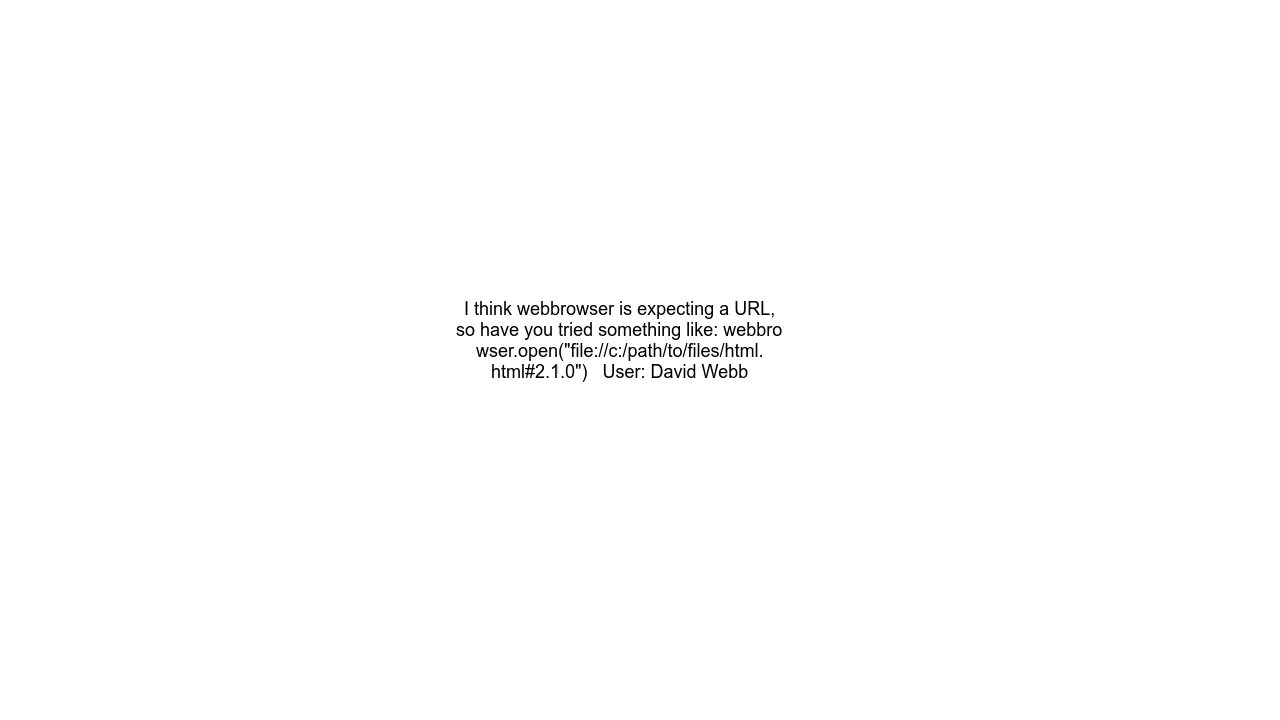 I think webbrowser is expecting a URL,
so have you tried something like: webbro
wser.open("file://c:/path/to/files/html.
html#2.1.0")   User: David Webb